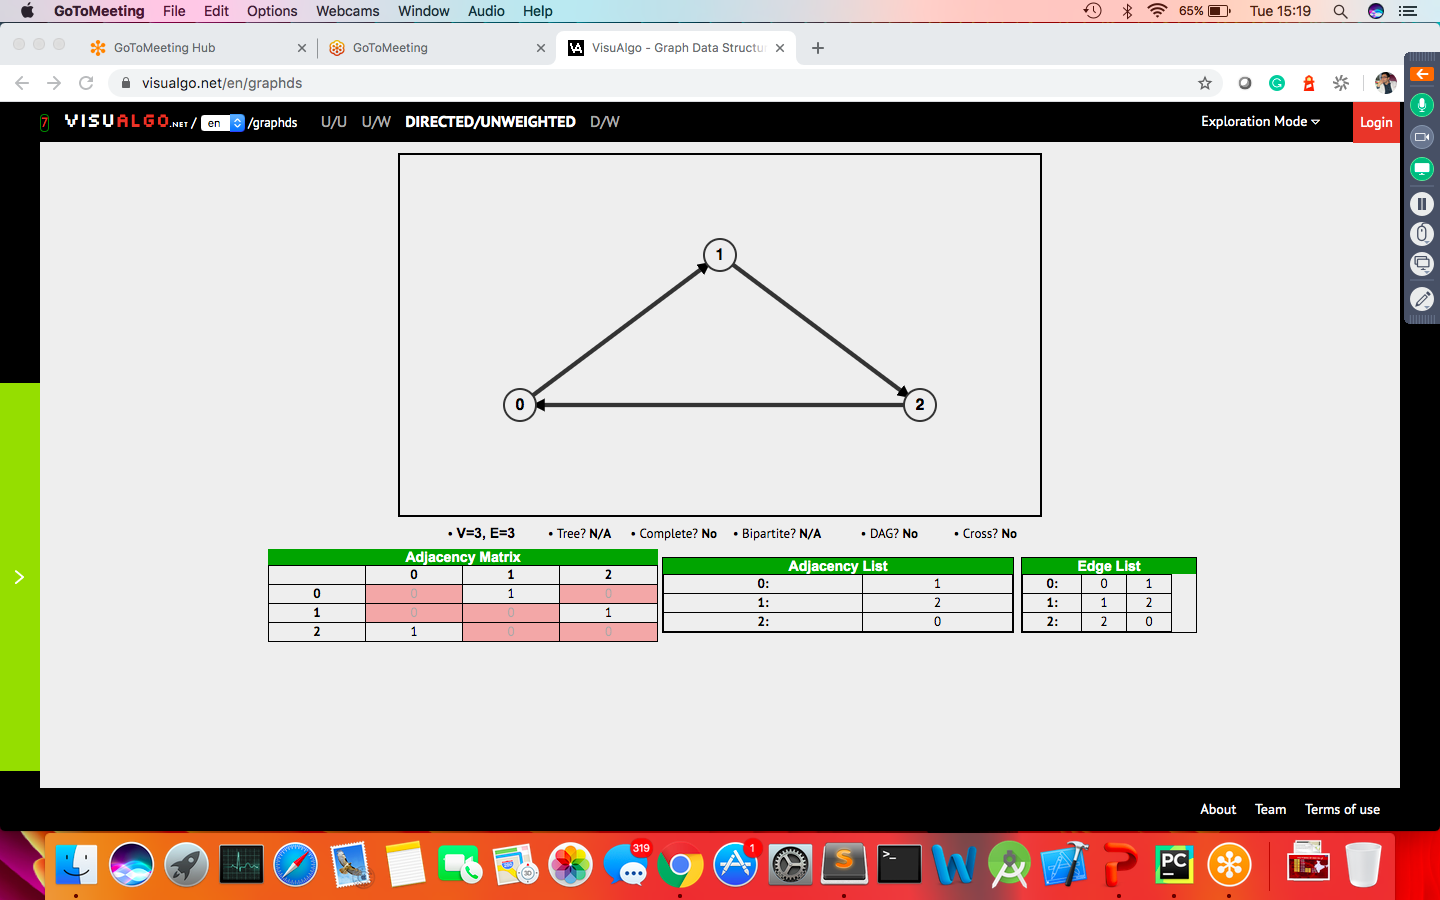 GoToMeeting File Edit Options Webcams Window Audio Help 65% Tue 15:19
GoToMeeting Hub GoToMeeting VisuAlgo - Graph Data Structu
visualgo.net/en/graphds
7 VISUALGO.NET / en /graphds U/U U/W DIRECTED/UNWEIGHTED D/W Exploration Mode Login
1
0 2
• V=3, E=3 • Tree? N/A • Complete? No • Bipartite? N/A • DAG? No • Cross? No
Adjacency Matrix
0 1 2
0 0 1 0
1 0 0 1
2 1 0 0
Adjacency List
0: 1
1: 2
2: 0
Edge List
0: 0 1
1: 1 2
2: 2 0
About Team Terms of use
319 1
3D S >_ W P PC